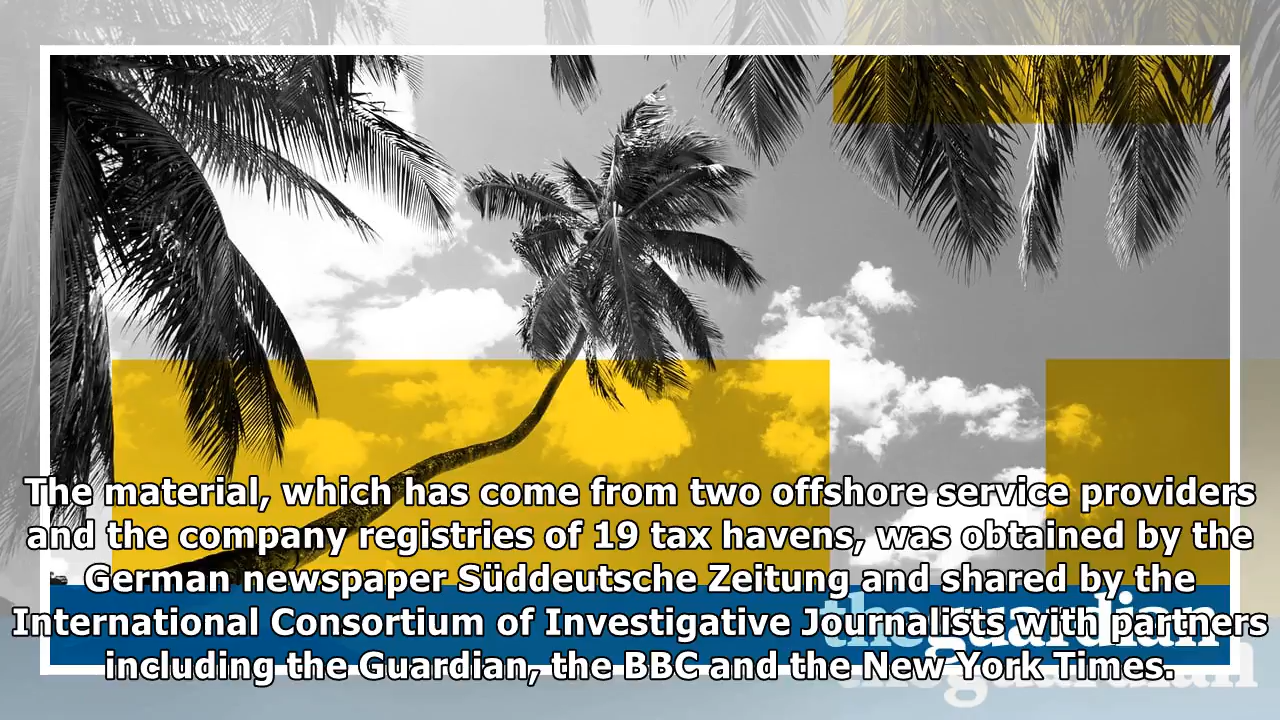 The material, which has come from two offshore service providers
and the company registries of 19 tax havens, was obtained by the
German newspaper Süddeutsche Zeitung and shared by the
International Consortium of Investigative Journalists with partners
including the Guardian, the BBC and the New York Times.
theguardian
theguardian